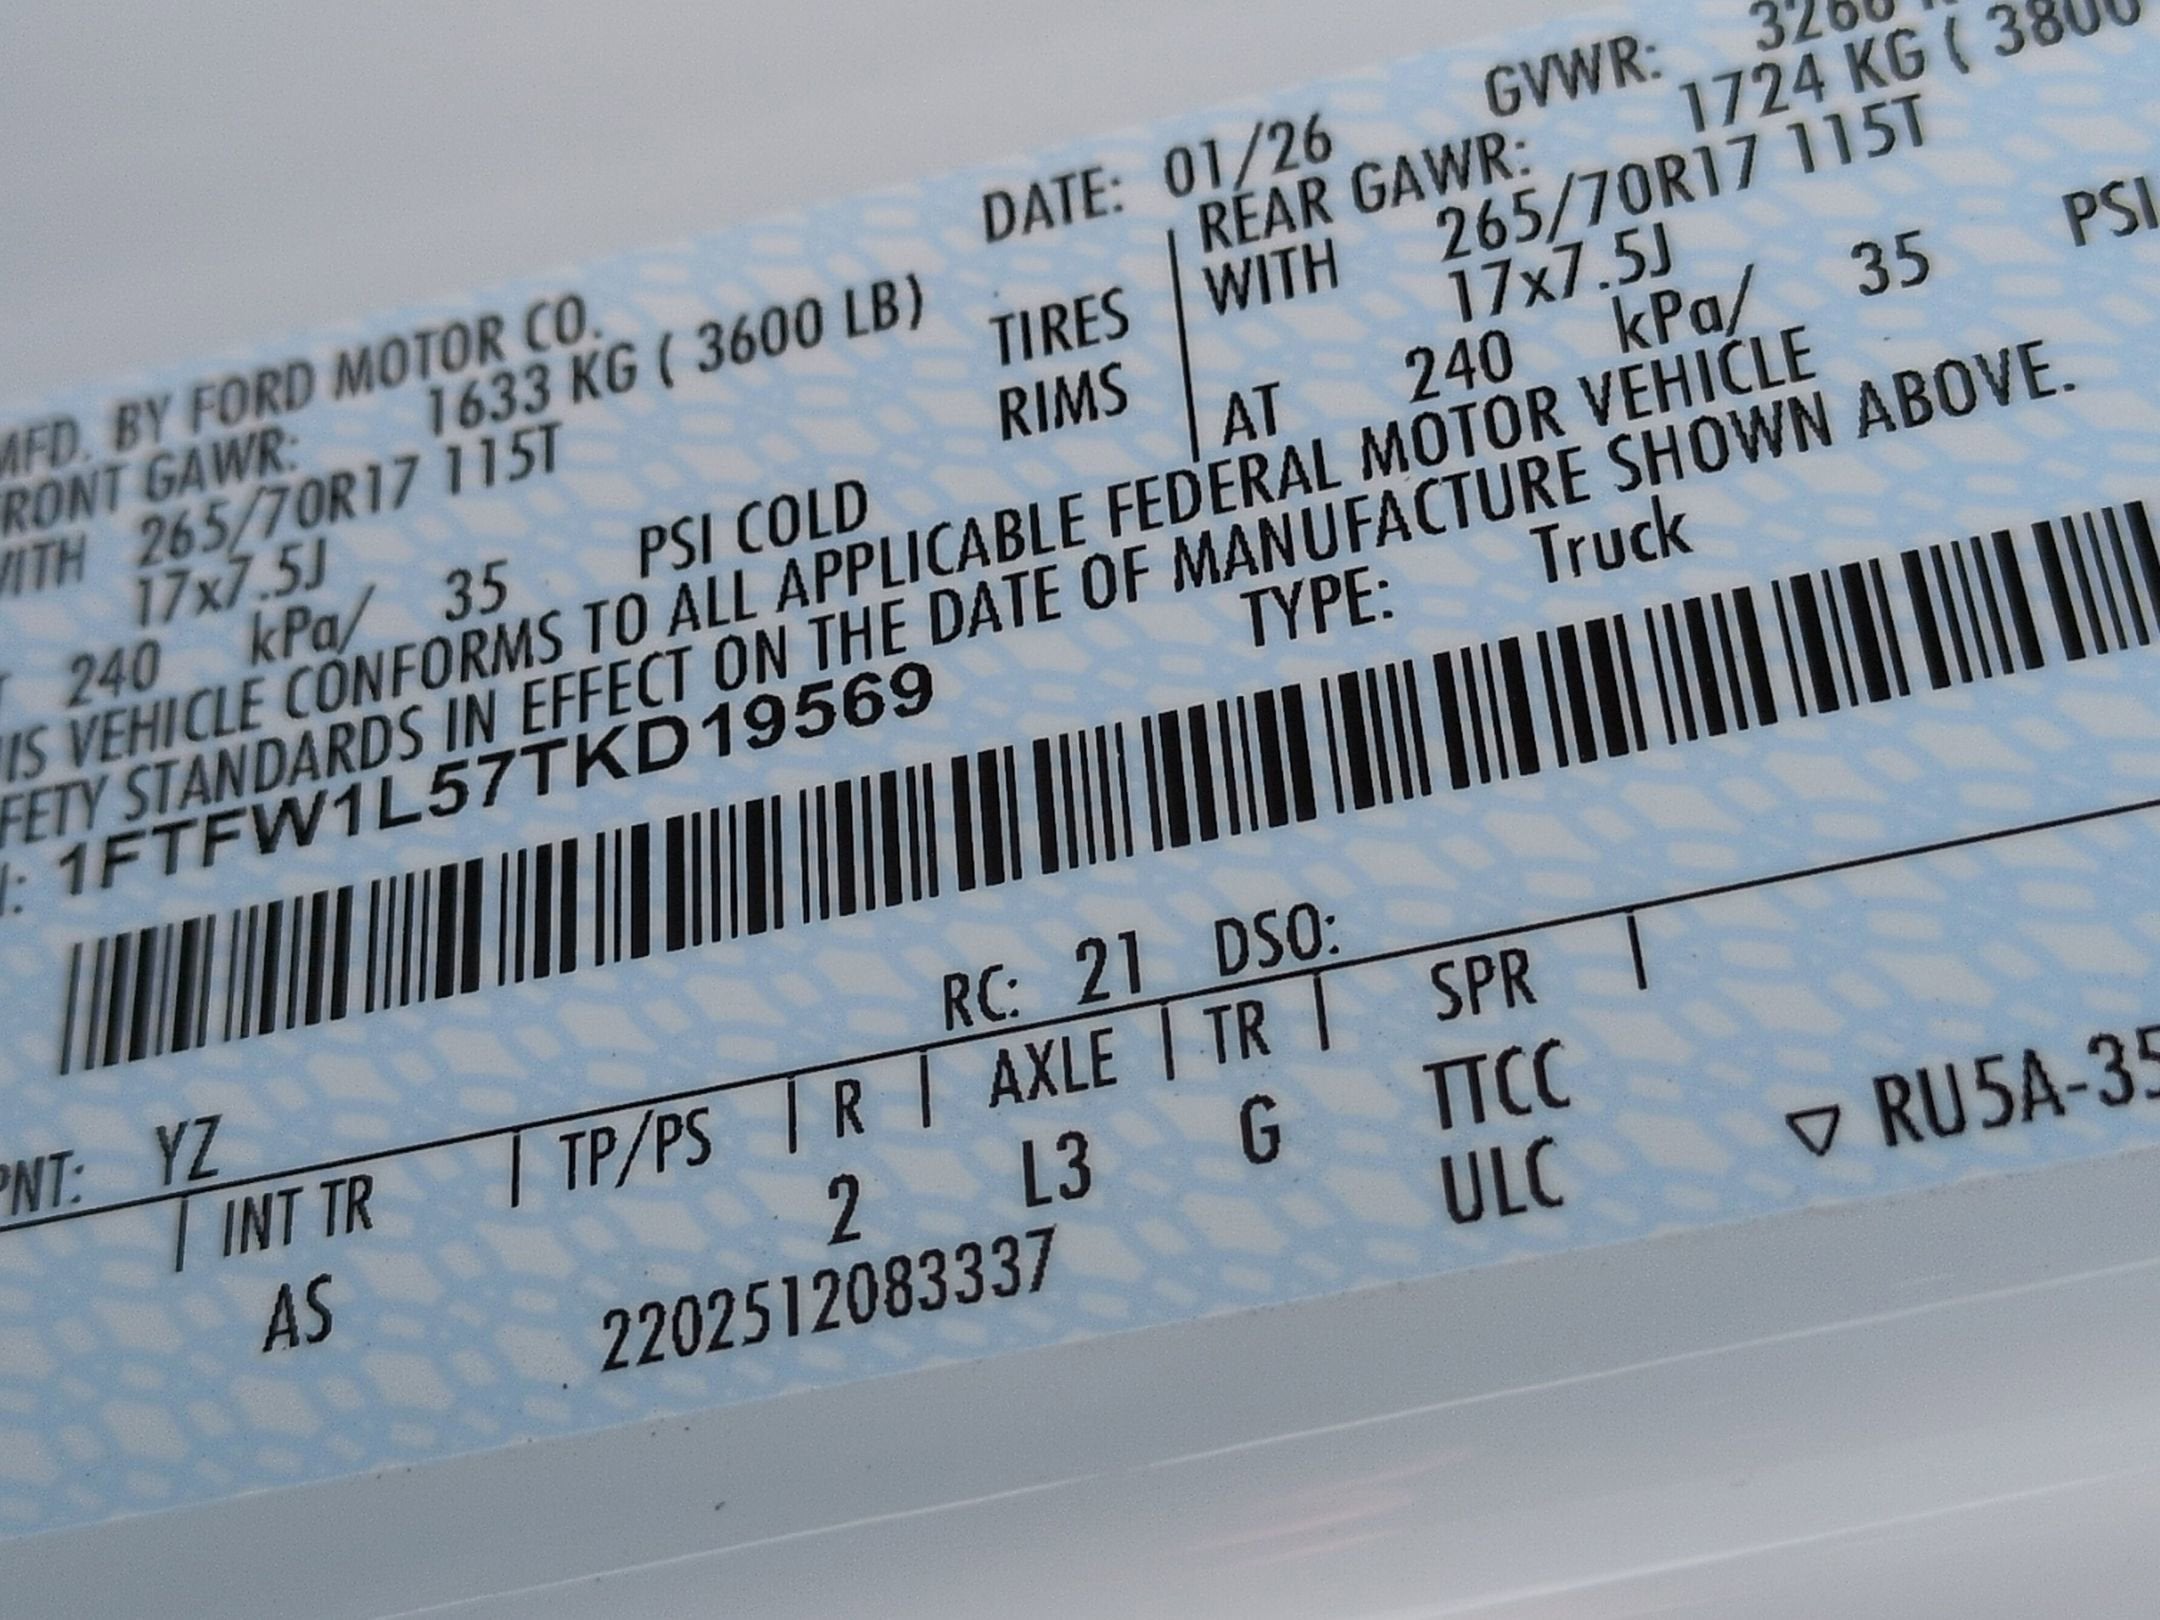 MFD. BY FORD MOTOR CO.
DATE: 01/26
GVWR:
RONT GAWR: 1633 KG ( 3600 LB)
REAR GAWR: 1724 KG ( 3800
265/70R17 115T
TIRES
WITH 265/70R17 115T
17x7.5J
RIMS
17x7.5J
240 kPa/ 35 PSI COLD
AT 240 kPa/ 35 PSI
IS VEHICLE CONFORMS TO ALL APPLICABLE FEDERAL MOTOR VEHICLE
FETY STANDARDS IN EFFECT ON THE DATE OF MANUFACTURE SHOWN ABOVE.
: 1FTFW1L57TKD19569
TYPE: Truck
PNT: YZ
RC: 21 DSO:
| INT TR | TP/PS | R | AXLE | TR | SPR |
AS 2 L3 G TTCC
2202512083337 ULC
▽ RU5A-35